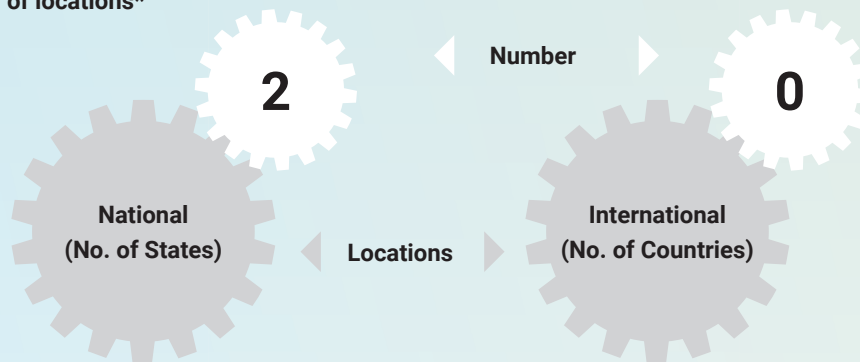 of locations*
2
Number
0
National
(No. of States)
Locations
International
(No. of Countries)